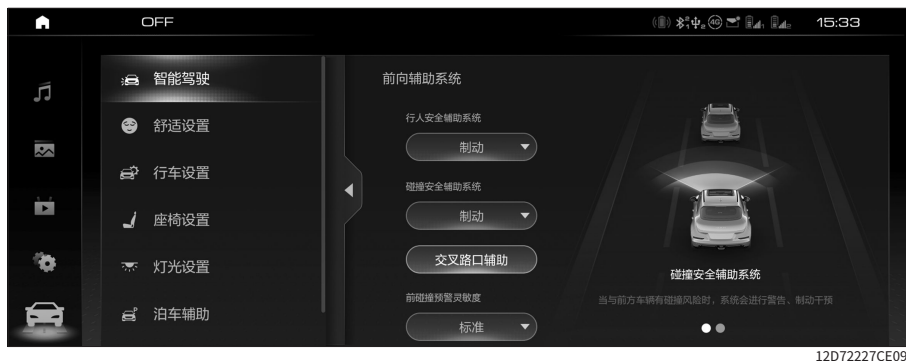 OFF
4G
15:33
智能驾驶
舒适设置
行车设置
座椅设置
灯光设置
泊车辅助
前向辅助系统
行人安全辅助系统
制动
碰撞安全辅助系统
制动
交叉路口辅助
前碰撞预警灵敏度
标准
碰撞安全辅助系统
当与前方车辆有碰撞风险时，系统会进行警告、制动干预
12D72227CE09